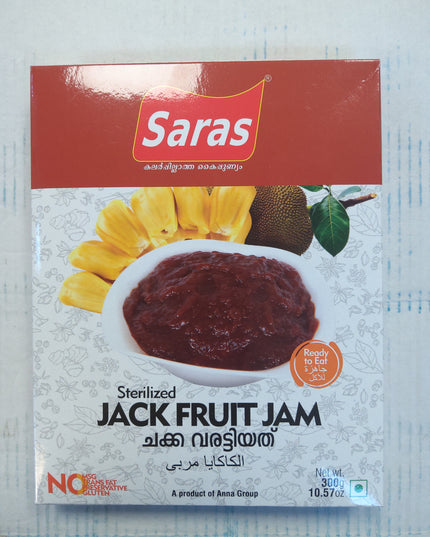 Saras®
കലർപ്പില്ലാത്ത കൈപ്പുണ്യം
Ready
to Eat
جاهزة
للأكل
Sterilized
JACK FRUIT JAM
ചക്ക വരട്ടിയത്
الكاكايا مربى
NO MSG
TRANS FAT
PRESERVATIVE
GLUTEN
A product of Anna Group
Net wt.
300g
10.57oz